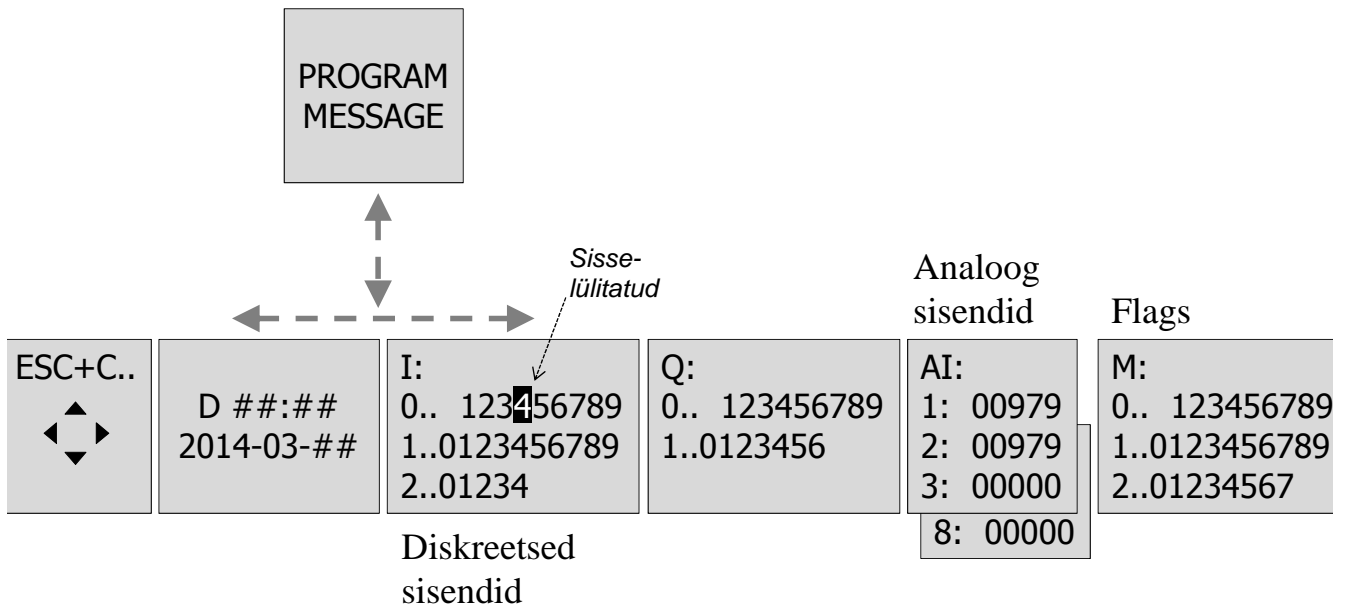 PROGRAM
MESSAGE
Sisse-
lülitatud
Analoog
sisendid
Flags
ESC+C..
D ##:##
2014-03-##
I:
0.. 123456789
1..0123456789
2..01234
Q:
0.. 123456789
1..0123456
AI:
1: 00979
2: 00979
3: 00000
8: 00000
M:
0.. 123456789
1..0123456789
2..01234567
Diskreetsed
sisendid